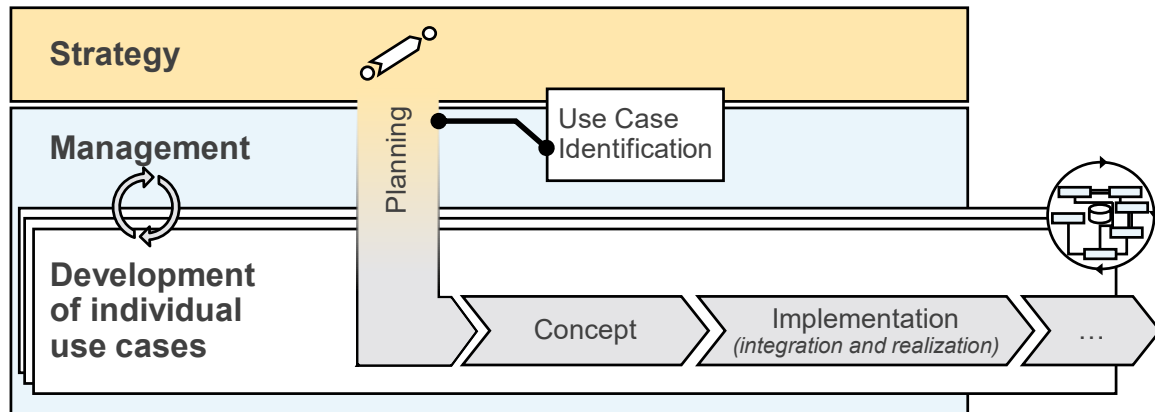 Strategy
Planning
Use Case
Identification
Management
Development
of individual
use cases
Concept
Implementation
(integration and realization)
...